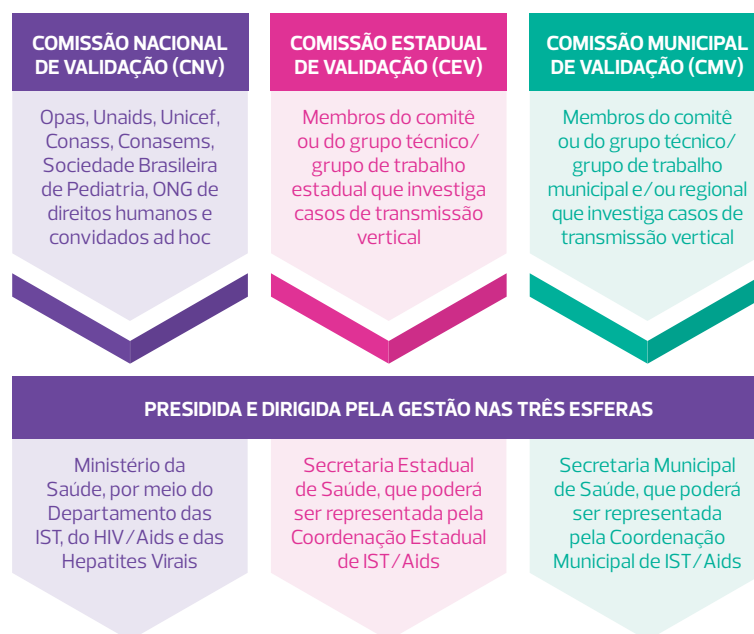 COMISSÃO NACIONAL
DE VALIDAÇÃO (CNV)
Opas, Unaids, Unicef,
Conass, Conasems,
Sociedade Brasileira
de Pediatria, ONG de
direitos humanos e
convidados ad hoc
COMISSÃO ESTADUAL
DE VALIDAÇÃO (CEV)
Membros do comitê
ou do grupo técnico/
grupo de trabalho
estadual que investiga
casos de transmissão
vertical
COMISSÃO MUNICIPAL
DE VALIDAÇÃO (CMV)
Membros do comitê
ou do grupo técnico/
grupo de trabalho
municipal e/ou regional
que investiga casos de
transmissão vertical
PRESIDIDA E DIRIGIDA PELA GESTÃO NAS TRÊS ESFERAS
Ministério da
Saúde, por meio do
Departamento das
IST, do HIV/Aids e das
Hepatites Virais
Secretaria Estadual
de Saúde, que poderá
ser representada pela
Coordenação Estadual
de IST/Aids
Secretaria Municipal
de Saúde, que poderá
ser representada
pela Coordenação
Municipal de IST/Aids